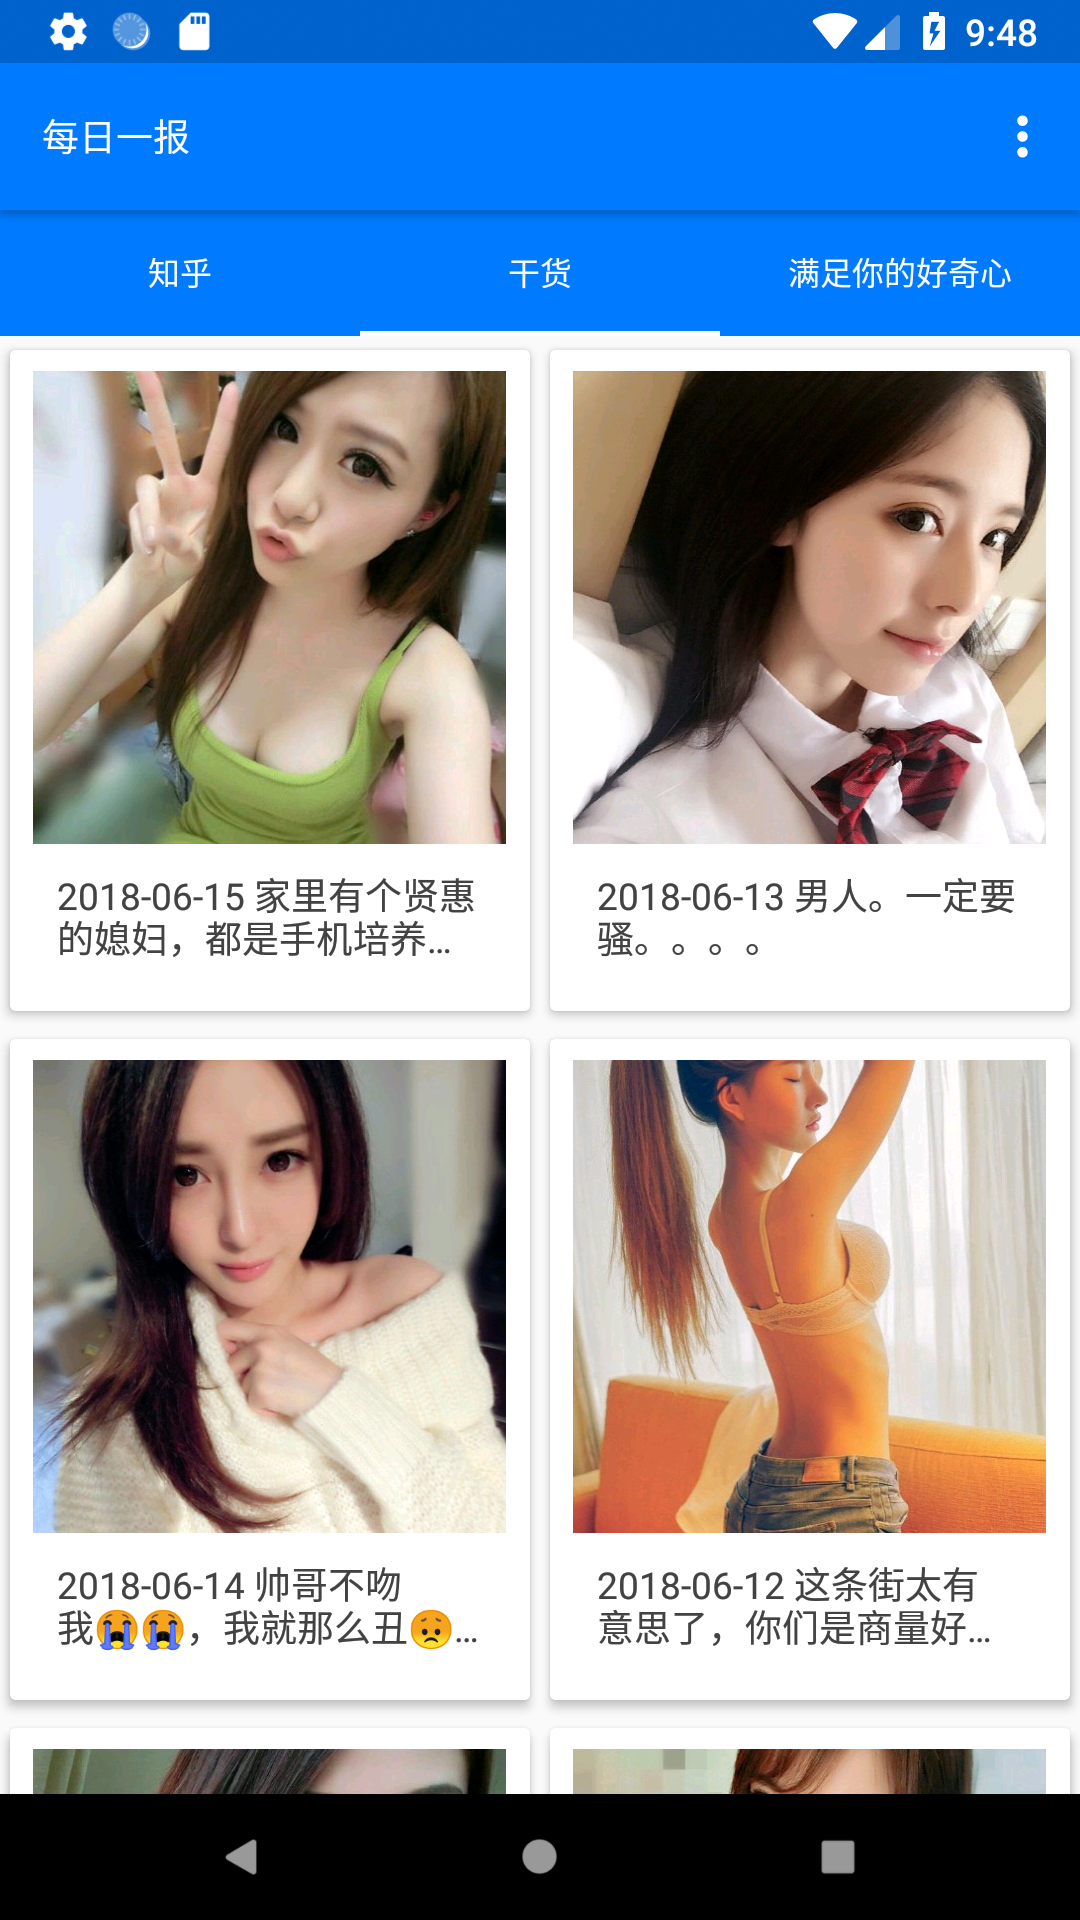 9:48
每日一报
知乎
干货
满足你的好奇心
2018-06-15 家里有个贤惠
的媳妇，都是手机培养…
2018-06-13 男人。一定要
骚。。。。
2018-06-14 帅哥不吻
我😭😭，我就那么丑😟…
2018-06-12 这条街太有
意思了，你们是商量好…